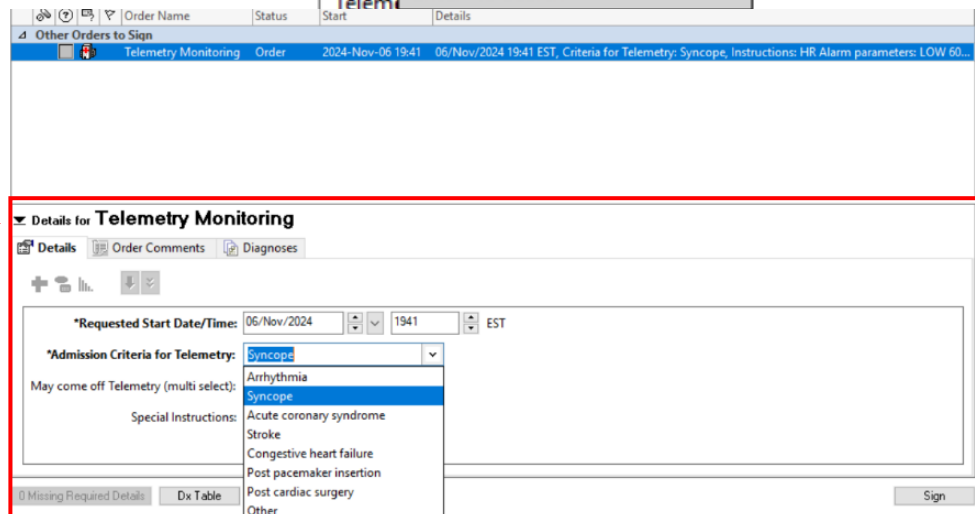 Telem
Order Name Status Start Details
Other Orders to Sign
Telemetry Monitoring Order 2024-Nov-06 19:41 06/Nov/2024 19:41 EST, Criteria for Telemetry: Syncope, Instructions: HR Alarm parameters: LOW 60...
Details for Telemetry Monitoring
Details Order Comments Diagnoses
*Requested Start Date/Time: 06/Nov/2024 1941 EST
*Admission Criteria for Telemetry: Syncope
May come off Telemetry (multi select):
Special Instructions:
Arrhythmia
Syncope
Acute coronary syndrome
Stroke
Congestive heart failure
Post pacemaker insertion
Post cardiac surgery
Other
0 Missing Required Details Dx Table Sign